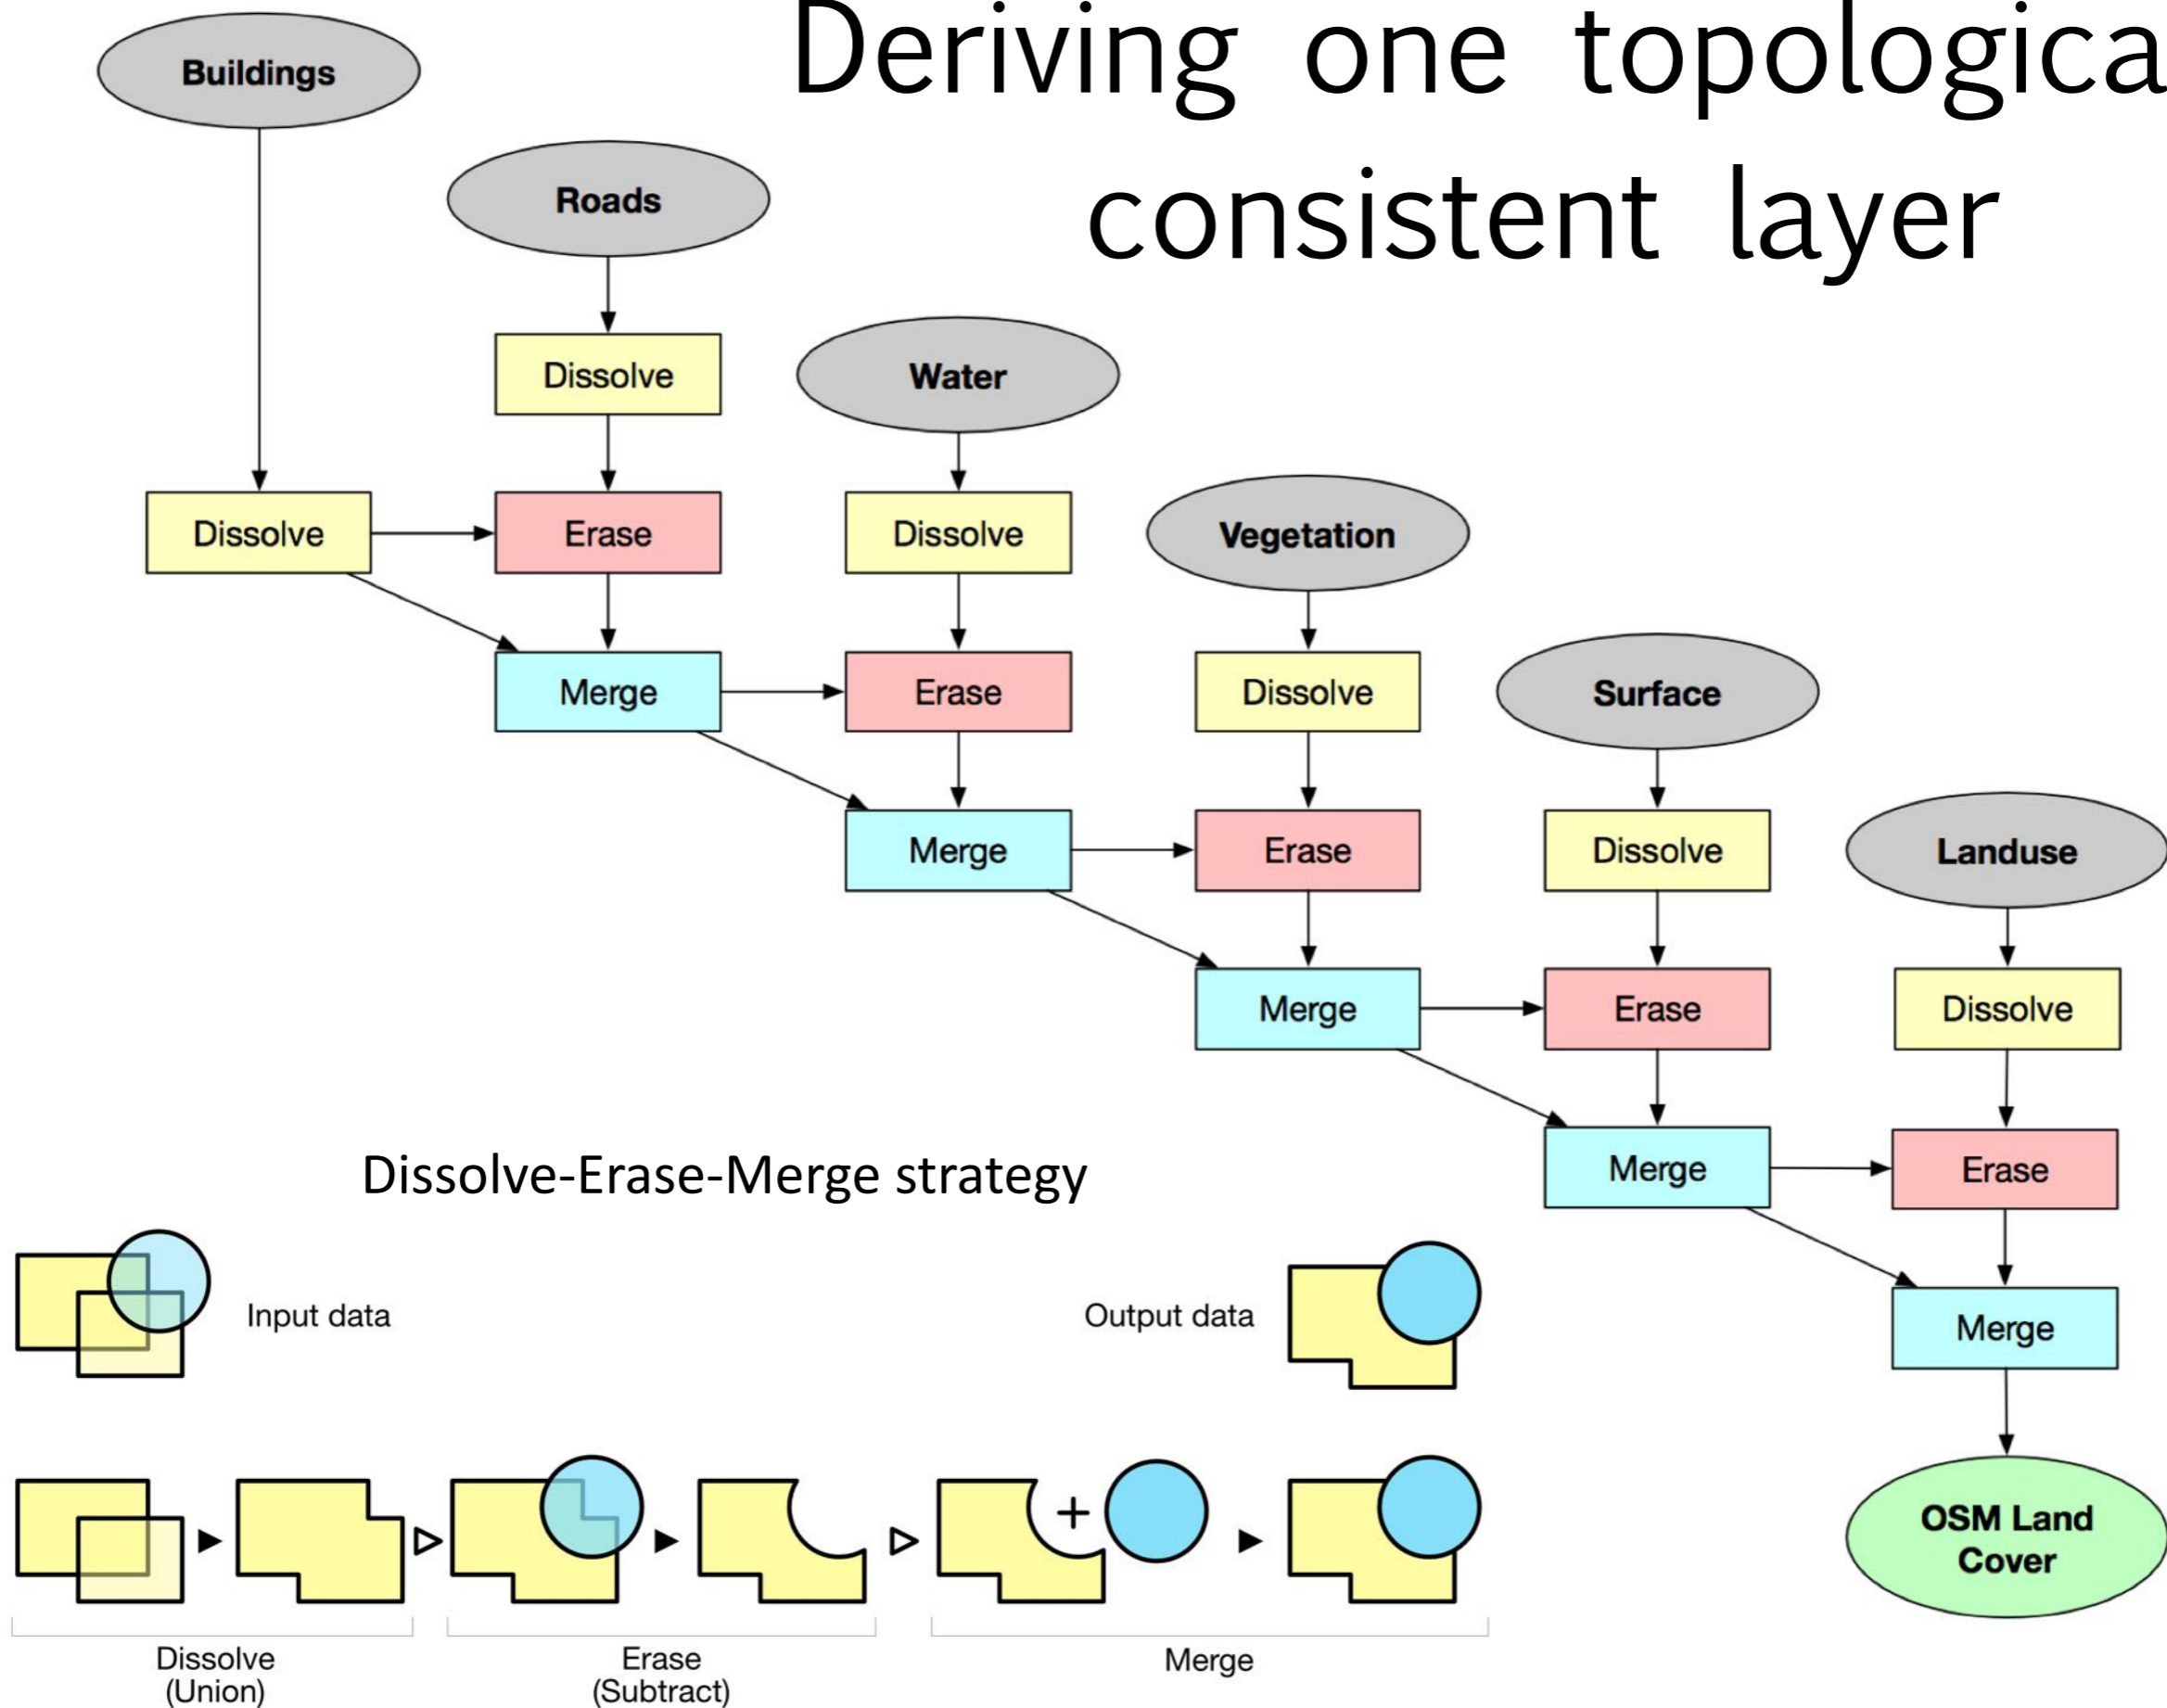 Deriving one topologica
consistent layer
Buildings
Roads
Dissolve
Water
Dissolve
Erase
Dissolve
Vegetation
Merge
Erase
Dissolve
Surface
Merge
Erase
Dissolve
Landuse
Merge
Erase
Dissolve
Merge
Erase
Merge
OSM Land
Cover
Dissolve-Erase-Merge strategy
Input data
Output data
+
Dissolve
(Union)
Erase
(Subtract)
Merge